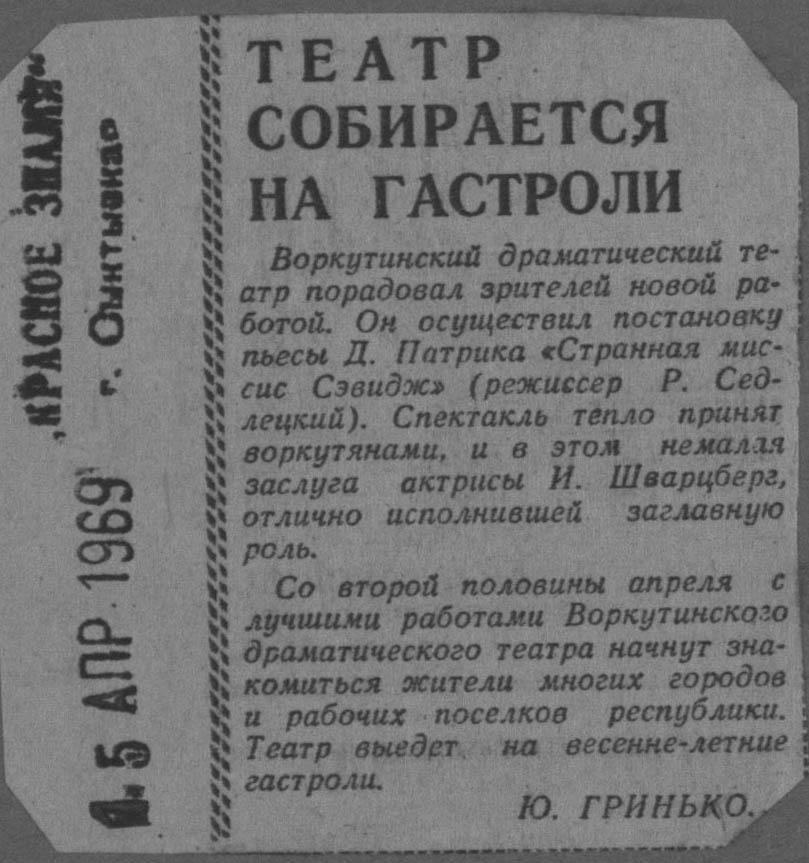 ТЕАТР
СОБИРАЕТСЯ
НА ГАСТРОЛИ
Воркутинский драматический те-
атр порадовал зрителей новой ра-
ботой. Он осуществил постановку
пьесы Д. Патрика «Странная мис-
сис Сэвидж» (режиссер Р. Сед-
лецкий). Спектакль тепло принят
воркутянами, и в этом немалая
заслуга актрисы И. Шварцберг,
отлично исполнившей заглавную
роль.
Со второй половины апреля с
лучшими работами Воркутинского
драматического театра начнут зна-
комиться жители многих городов
и рабочих поселков республики.
Театр выедет на весенне-летние
гастроли.
Ю. ГРИНЬКО.
„КРАСНОЕ ЗНАМЯ"
г. Сыктывкар
5 АПР 1969